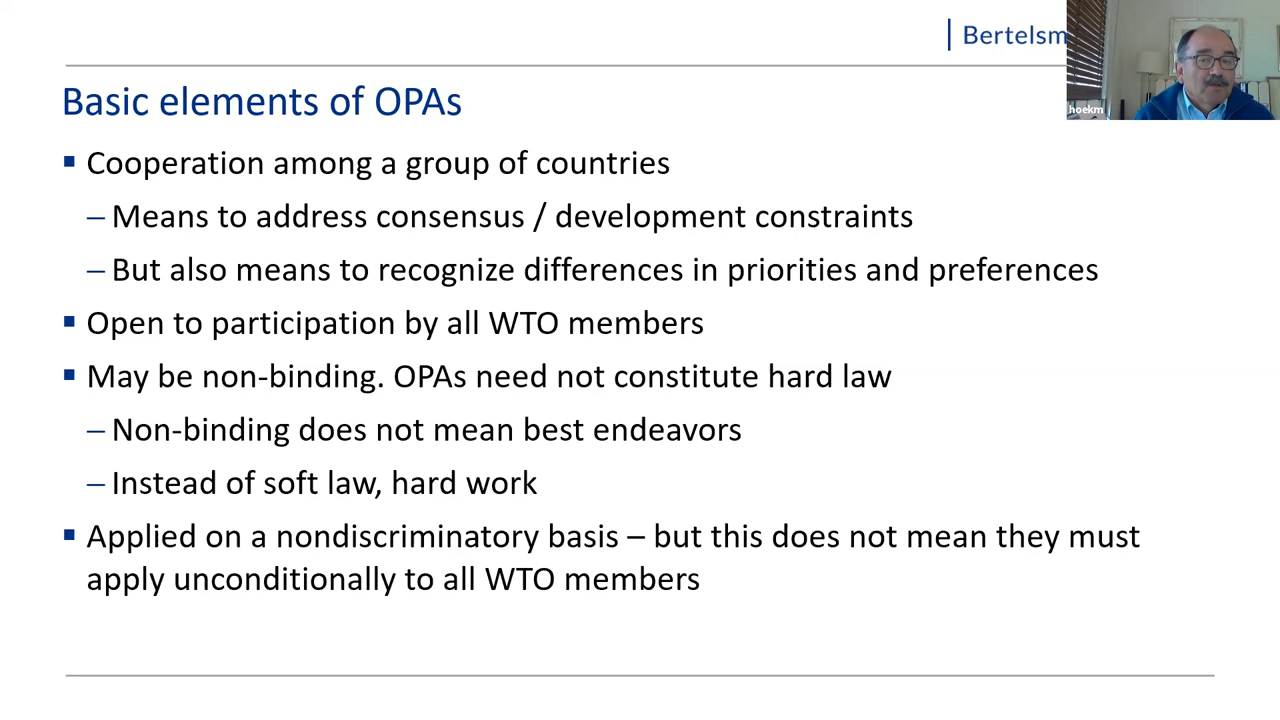 Bertelsm
hoekm
Basic elements of OPAs
▪ Cooperation among a group of countries
– Means to address consensus / development constraints
– But also means to recognize differences in priorities and preferences
▪ Open to participation by all WTO members
▪ May be non-binding. OPAs need not constitute hard law
– Non-binding does not mean best endeavors
– Instead of soft law, hard work
▪ Applied on a nondiscriminatory basis – but this does not mean they must
apply unconditionally to all WTO members